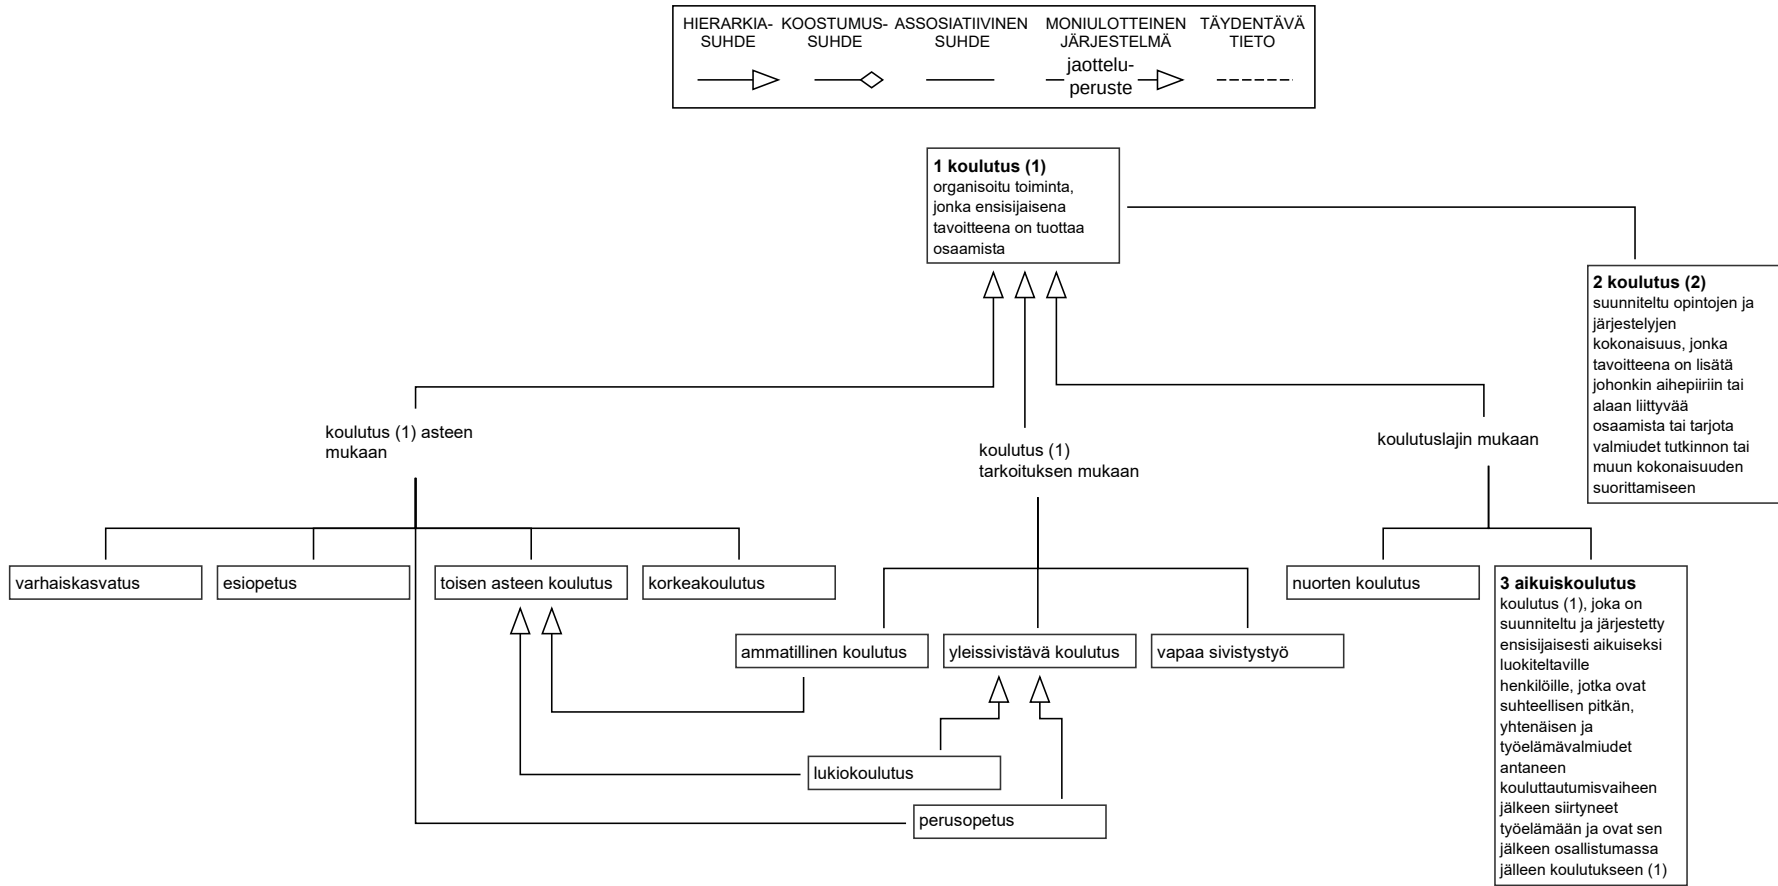 HIERARKIA-
SUHDE
KOOSTUMUS-
SUHDE
ASSOSIATIIVINEN
SUHDE
MONIULOTTEINEN
JÄRJESTELMÄ
TÄYDENTÄVÄ
TIETO
jaottelu-
peruste
1 koulutus (1)
organisoitu toiminta,
jonka ensisijaisena
tavoitteena on tuottaa
osaamista
2 koulutus (2)
suunniteltu opintojen ja
järjestelyjen
kokonaisuus, jonka
tavoitteena on lisätä
johonkin aihepiiriin tai
alaan liittyvää
osaamista tai tarjota
valmiudet tutkinnon tai
muun kokonaisuuden
suorittamiseen
koulutus (1) asteen
mukaan
koulutus (1)
tarkoituksen mukaan
koulutuslajin mukaan
varhaiskasvatus
esiopetus
toisen asteen koulutus
korkeakoulutus
nuorten koulutus
3 aikuiskoulutus
koulutus (1), joka on
suunniteltu ja järjestetty
ensisijaisesti aikuiseksi
luokiteltaville
henkilöille, jotka ovat
suhteellisen pitkän,
yhtenäisen ja
työelämävalmiudet
antaneen
kouluttautumisvaiheen
jälkeen siirtyneet
työelämään ja ovat sen
jälkeen osallistumassa
jälleen koulutukseen (1)
ammatillinen koulutus
yleissivistävä koulutus
vapaa sivistystyö
lukiokoulutus
perusopetus